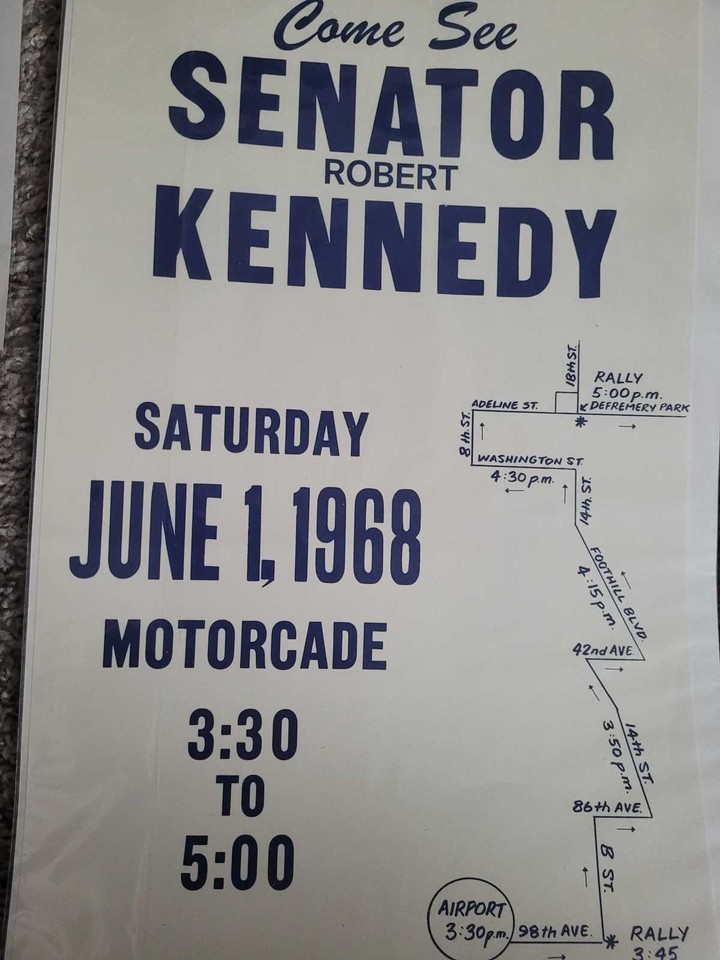 Come See
SENATOR
ROBERT
KENNEDY
SATURDAY
JUNE 1, 1968
MOTORCADE
3:30
TO
5:00
18th ST.
RALLY
5:00 p.m.
DEFREMERY PARK
ADELINE ST.
8th ST.
WASHINGTON ST.
4:30 p.m.
14th ST.
FOOTHILL BLVD.
4:15 p.m.
42nd AVE.
14th ST.
3:50 p.m.
86th AVE.
B ST.
AIRPORT
3:30 p.m.
98th AVE.
RALLY
3:45